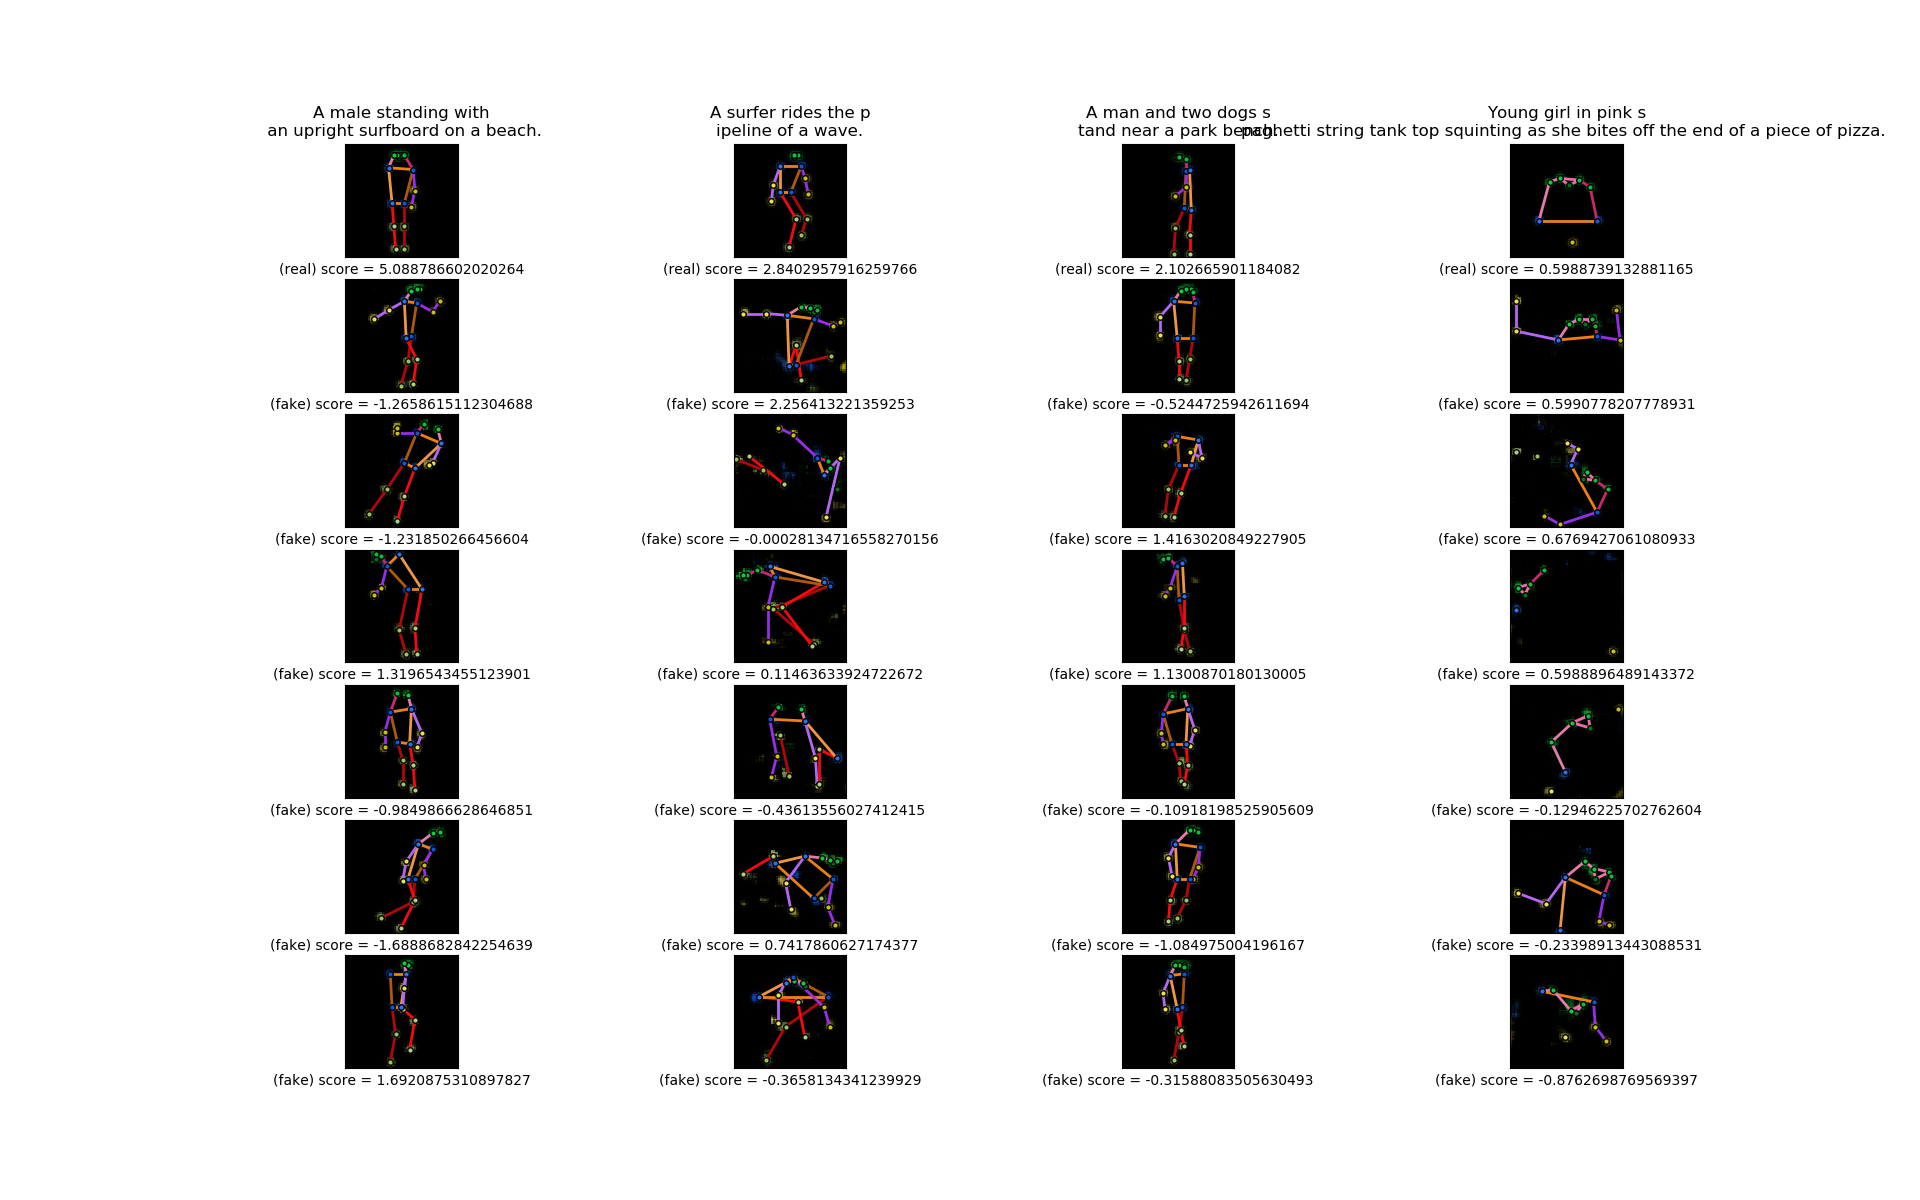 A male standing with
an upright surfboard on a beach.
A surfer rides the p
ipeline of a wave.
A man and two dogs s
tand near a park bench.
Young girl in pink s
paghetti string tank top squinting as she bites off the end of a piece of pizza.
(real) score = 5.088786602020264
(real) score = 2.8402957916259766
(real) score = 2.102665901184082
(real) score = 0.5988739132881165
(fake) score = -1.2658615112304688
(fake) score = 2.256413221359253
(fake) score = -0.5244725942611694
(fake) score = 0.5990778207778931
(fake) score = -1.231850266456604
(fake) score = -0.00028134716558270156
(fake) score = 1.4163020849227905
(fake) score = 0.6769427061080933
(fake) score = 1.3196543455123901
(fake) score = 0.11463633924722672
(fake) score = 1.1300870180130005
(fake) score = 0.5988896489143372
(fake) score = -0.9849866628646851
(fake) score = -0.43613556027412415
(fake) score = -0.10918198525905609
(fake) score = -0.12946225702762604
(fake) score = -1.6888682842254639
(fake) score = 0.7417860627174377
(fake) score = -1.084975004196167
(fake) score = -0.23398913443088531
(fake) score = 1.6920875310897827
(fake) score = -0.3658134341239929
(fake) score = -0.31588083505630493
(fake) score = -0.8762698769569397